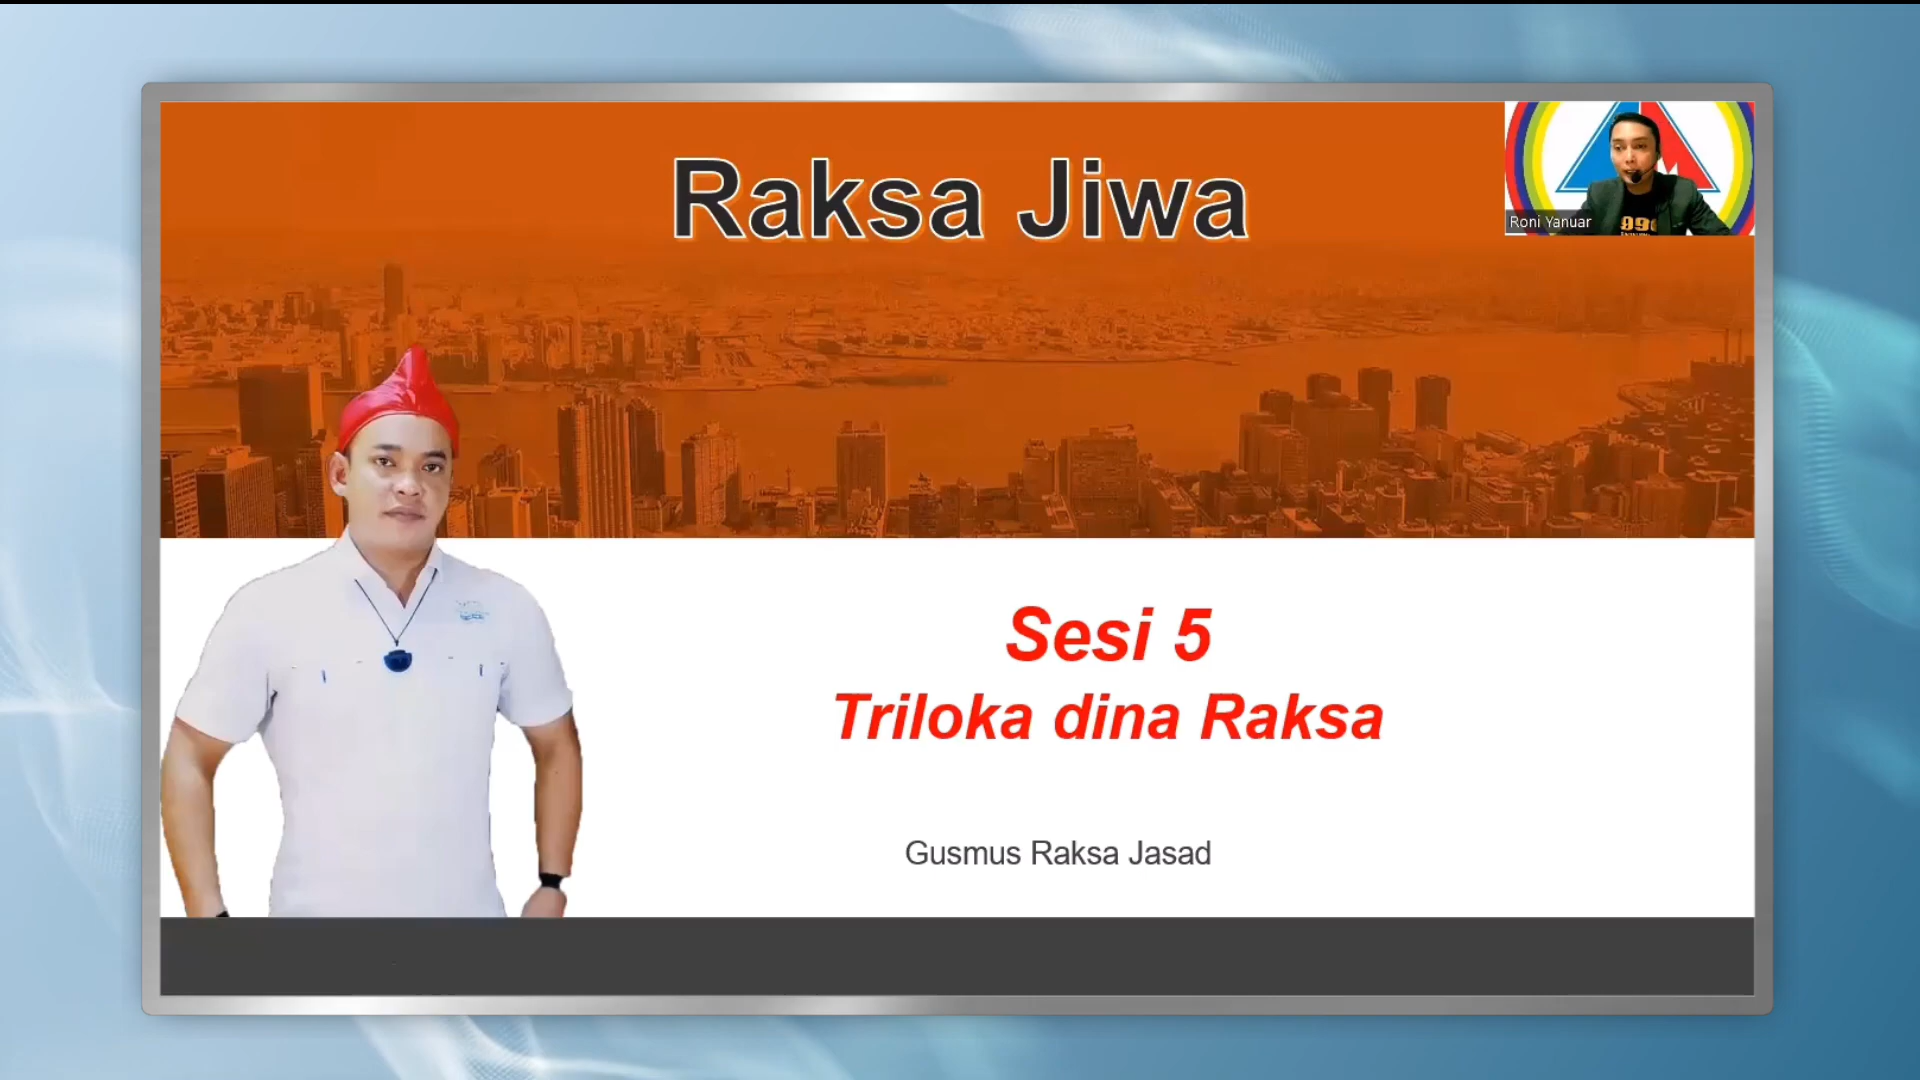 Raksa Jiwa
Roni Yanuar
Sesi 5
Triloka dina Raksa
Gusmus Raksa Jasad